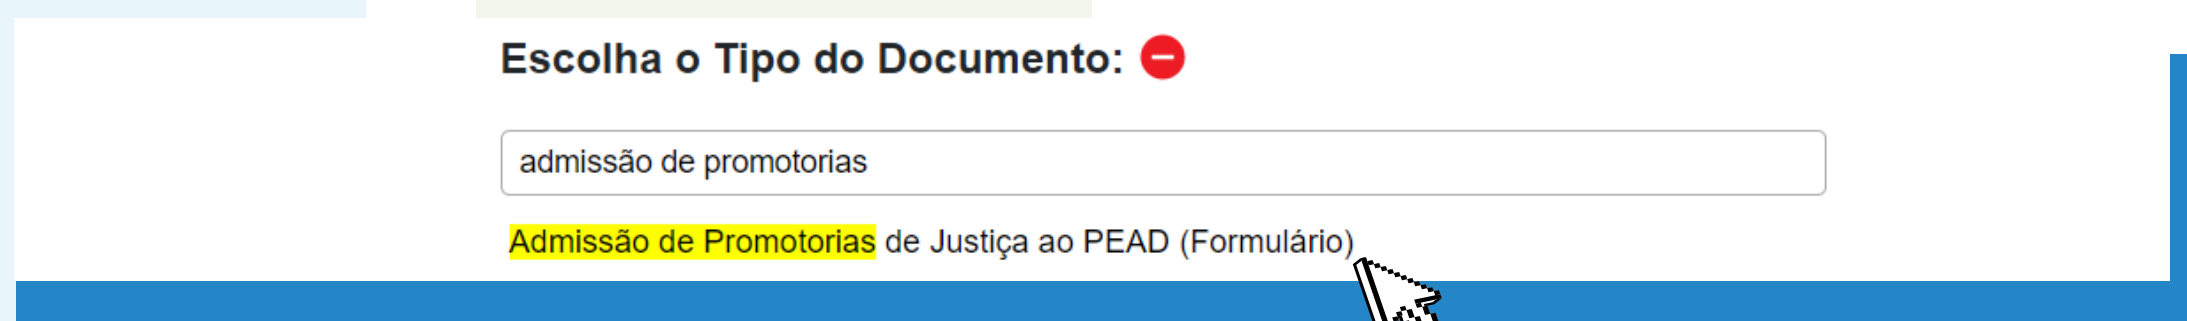 Escolha o Tipo do Documento:
admissão de promotorias
Admissão de Promotorias de Justiça ao PEAD (Formulário)